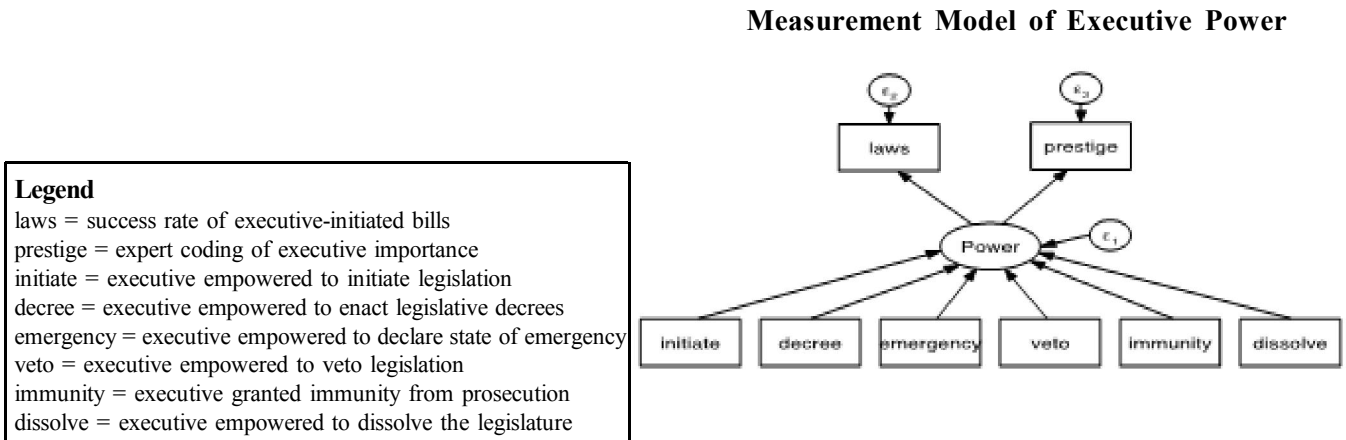 Measurement Model of Executive Power
ε2
ε3
laws
prestige
Power
ε1
initiate
decree
emergency
veto
immunity
dissolve
Legend
laws = success rate of executive-initiated bills
prestige = expert coding of executive importance
initiate = executive empowered to initiate legislation
decree = executive empowered to enact legislative decrees
emergency = executive empowered to declare state of emergency
veto = executive empowered to veto legislation
immunity = executive granted immunity from prosecution
dissolve = executive empowered to dissolve the legislature